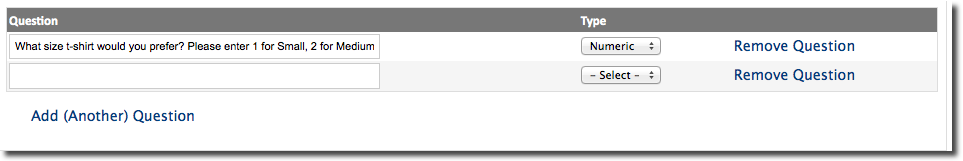 Question Type
What size t-shirt would you prefer? Please enter 1 for Small, 2 for Medium Numeric Remove Question
– Select – Remove Question
Add (Another) Question